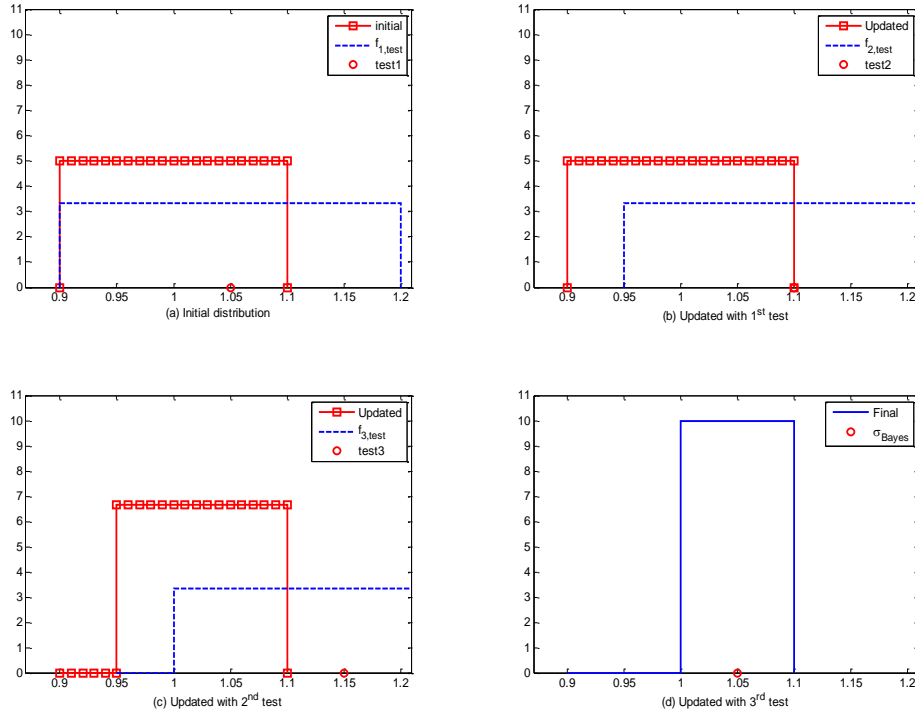 11
10
9
8
7
6
5
4
3
2
1
0
0.9 0.95 1 1.05 1.1 1.15 1.2
initial
f1,test
test1
(a) Initial distribution
11
10
9
8
7
6
5
4
3
2
1
0
0.9 0.95 1 1.05 1.1 1.15 1.2
Updated
f2,test
test2
(b) Updated with 1st test
11
10
9
8
7
6
5
4
3
2
1
0
0.9 0.95 1 1.05 1.1 1.15 1.2
Updated
f3,test
test3
(c) Updated with 2nd test
11
10
9
8
7
6
5
4
3
2
1
0
0.9 0.95 1 1.05 1.1 1.15 1.2
Final
σBayes
(d) Updated with 3rd test